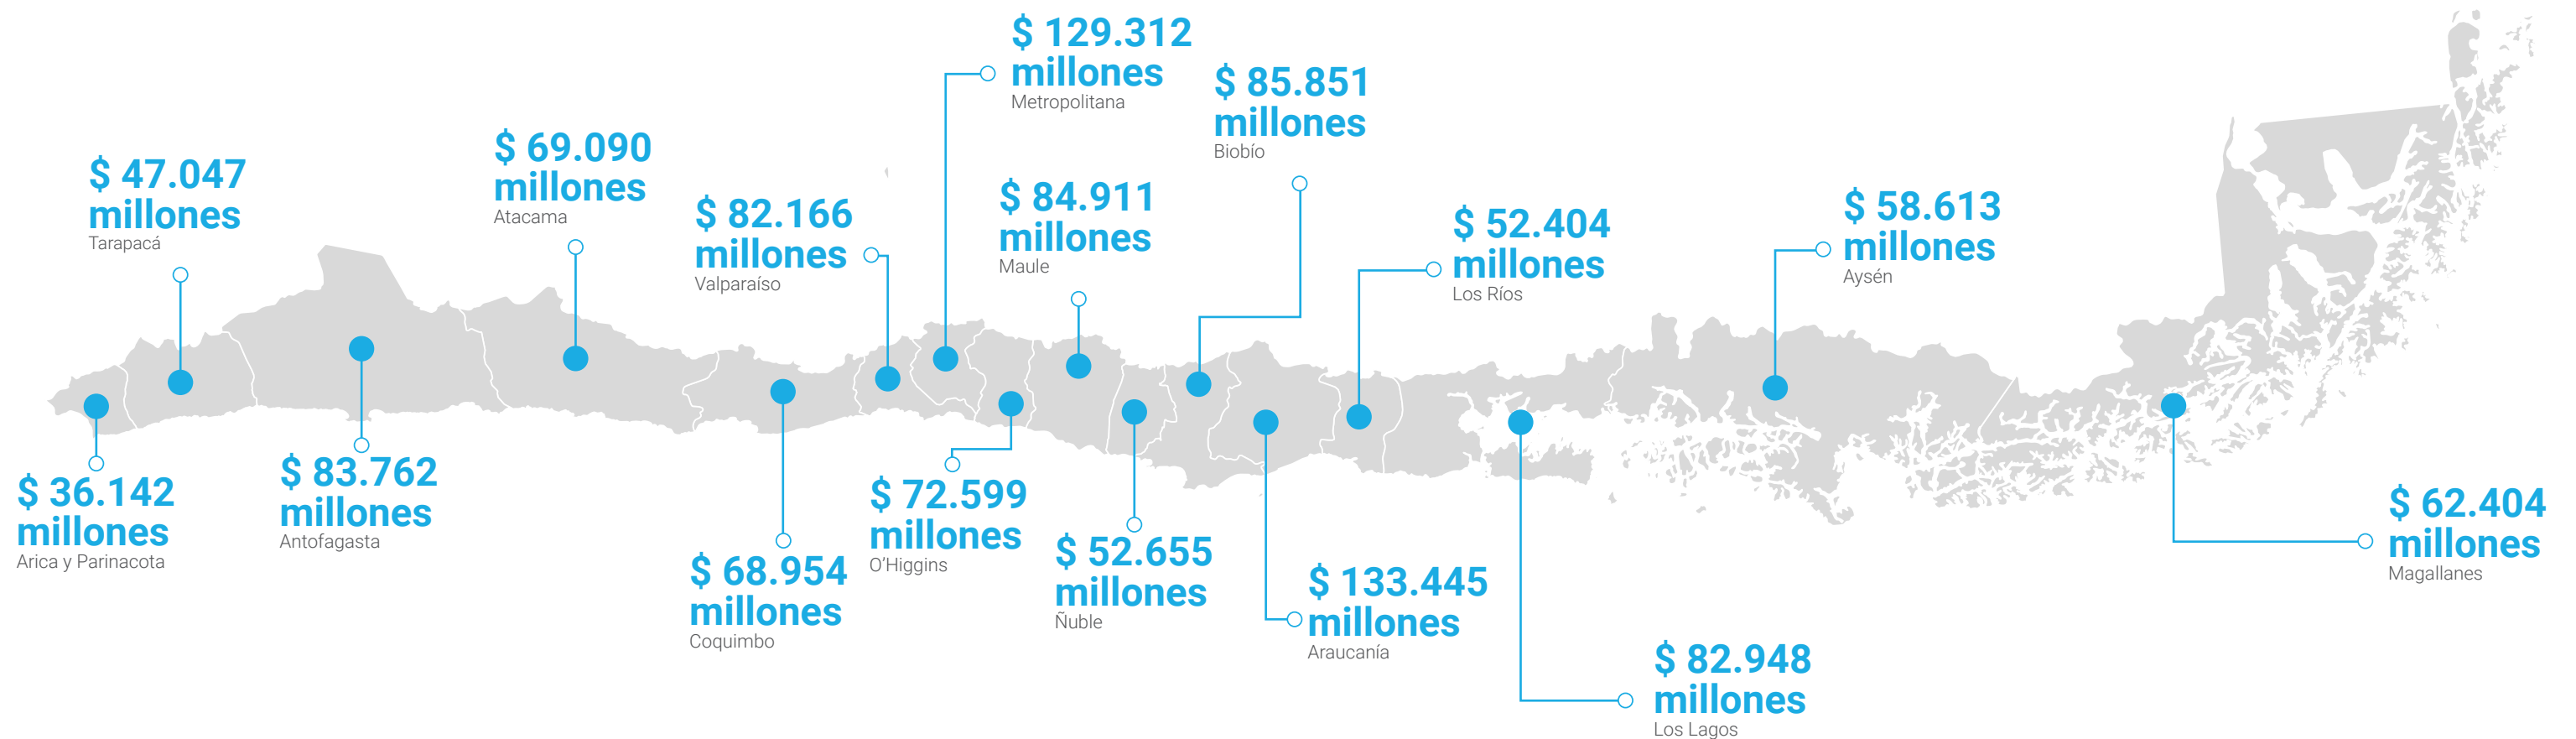 $ 129.312
millones
Metropolitana
$ 85.851
millones
Biobío
$ 69.090
millones
Atacama
$ 47.047
millones
Tarapacá
$ 84.911
millones
Maule
$ 58.613
millones
Aysén
$ 82.166
millones
Valparaíso
$ 52.404
millones
Los Ríos
$ 83.762
millones
Antofagasta
$ 36.142
millones
Arica y Parinacota
$ 72.599
millones
O’Higgins
$ 62.404
millones
Magallanes
$ 52.655
millones
Ñuble
$ 68.954
millones
Coquimbo
$ 133.445
millones
Araucanía
$ 82.948
millones
Los Lagos